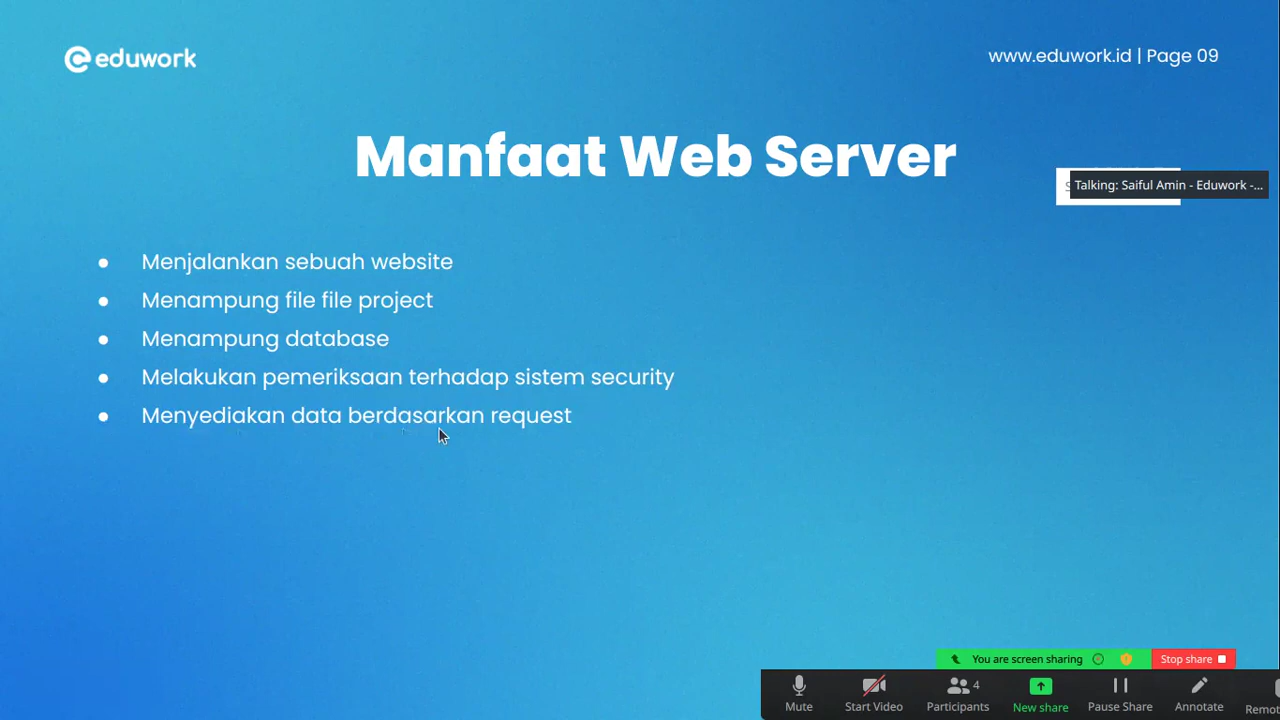 eduwork
www.eduwork.id | Page 09
Manfaat Web Server
Talking: Saiful Amin - Eduwork -...
● Menjalankan sebuah website
● Menampung file file project
● Menampung database
● Melakukan pemeriksaan terhadap sistem security
● Menyediakan data berdasarkan request
You are screen sharing
Stop share
4
Mute
Start Video
Participants
New share
Pause Share
Annotate